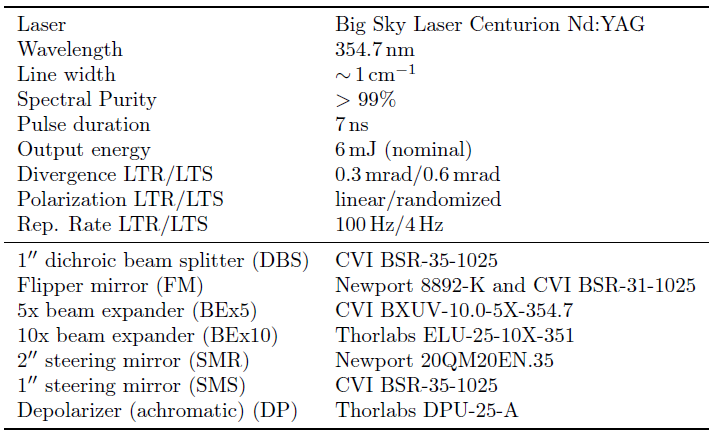 Laser Big Sky Laser Centurion Nd:YAG
Wavelength 354.7 nm
Line width ∼ 1 cm⁻¹
Spectral Purity > 99%
Pulse duration 7 ns
Output energy 6 mJ (nominal)
Divergence LTR/LTS 0.3 mrad/0.6 mrad
Polarization LTR/LTS linear/randomized
Rep. Rate LTR/LTS 100 Hz/4 Hz
1″ dichroic beam splitter (DBS) CVI BSR-35-1025
Flipper mirror (FM) Newport 8892-K and CVI BSR-31-1025
5x beam expander (BEx5) CVI BXUV-10.0-5X-354.7
10x beam expander (BEx10) Thorlabs ELU-25-10X-351
2″ steering mirror (SMR) Newport 20QM20EN.35
1″ steering mirror (SMS) CVI BSR-35-1025
Depolarizer (achromatic) (DP) Thorlabs DPU-25-A